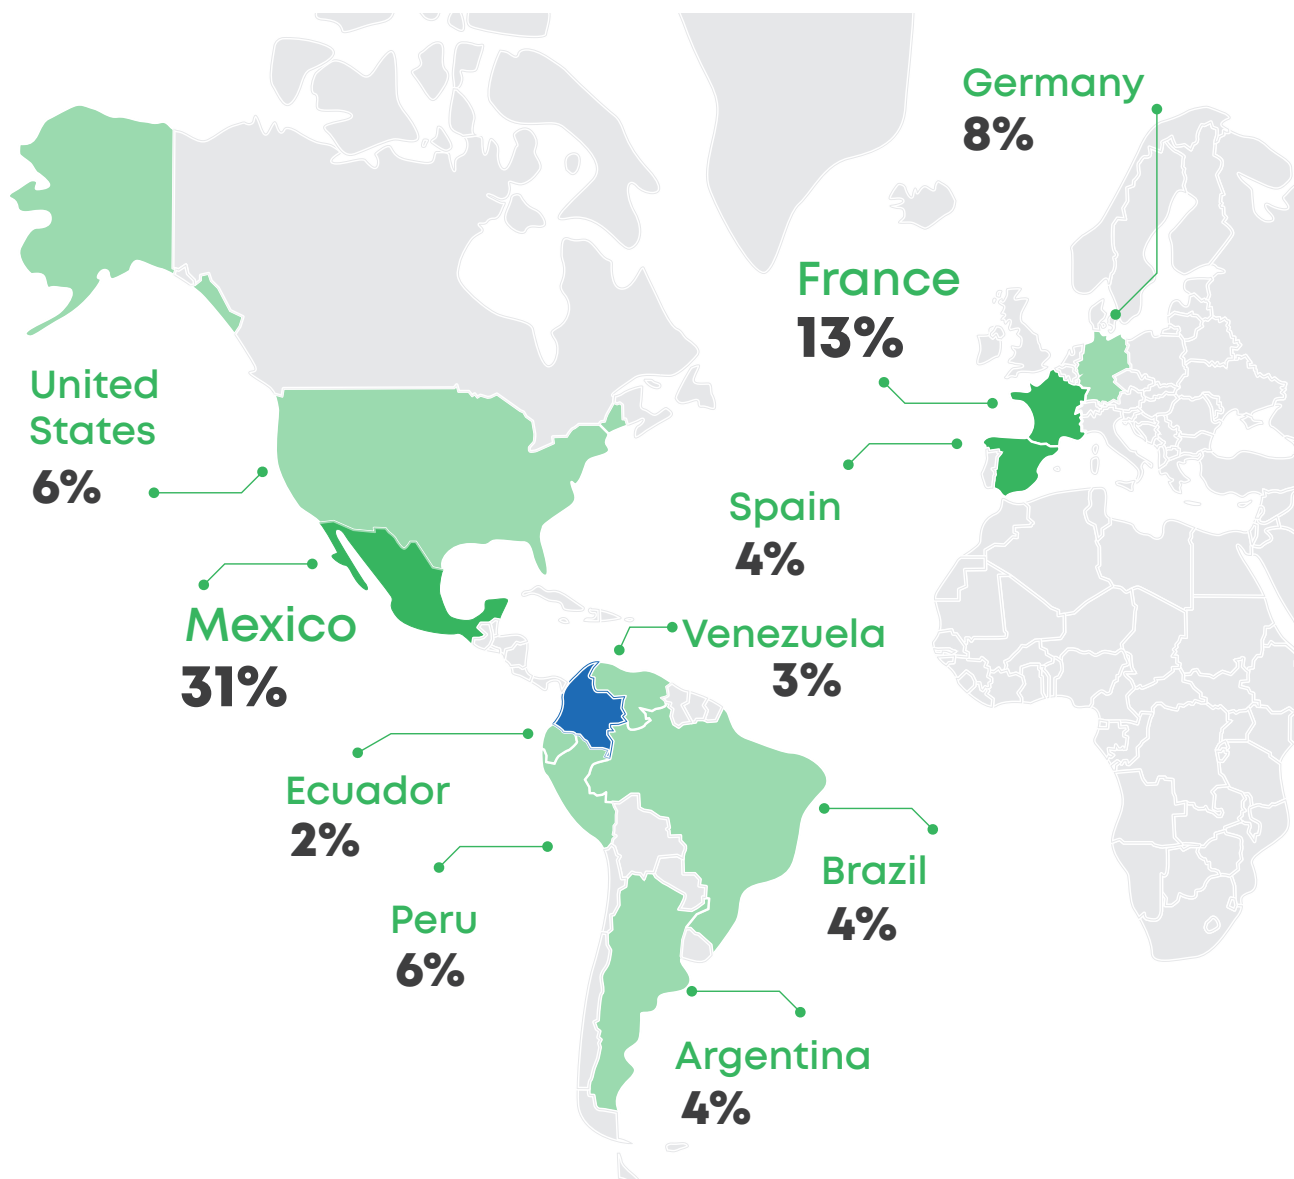 Germany
8%
France
13%
United
States
6%
Spain
4%
Mexico
31%
Venezuela
3%
Ecuador
2%
Brazil
4%
Peru
6%
Argentina
4%